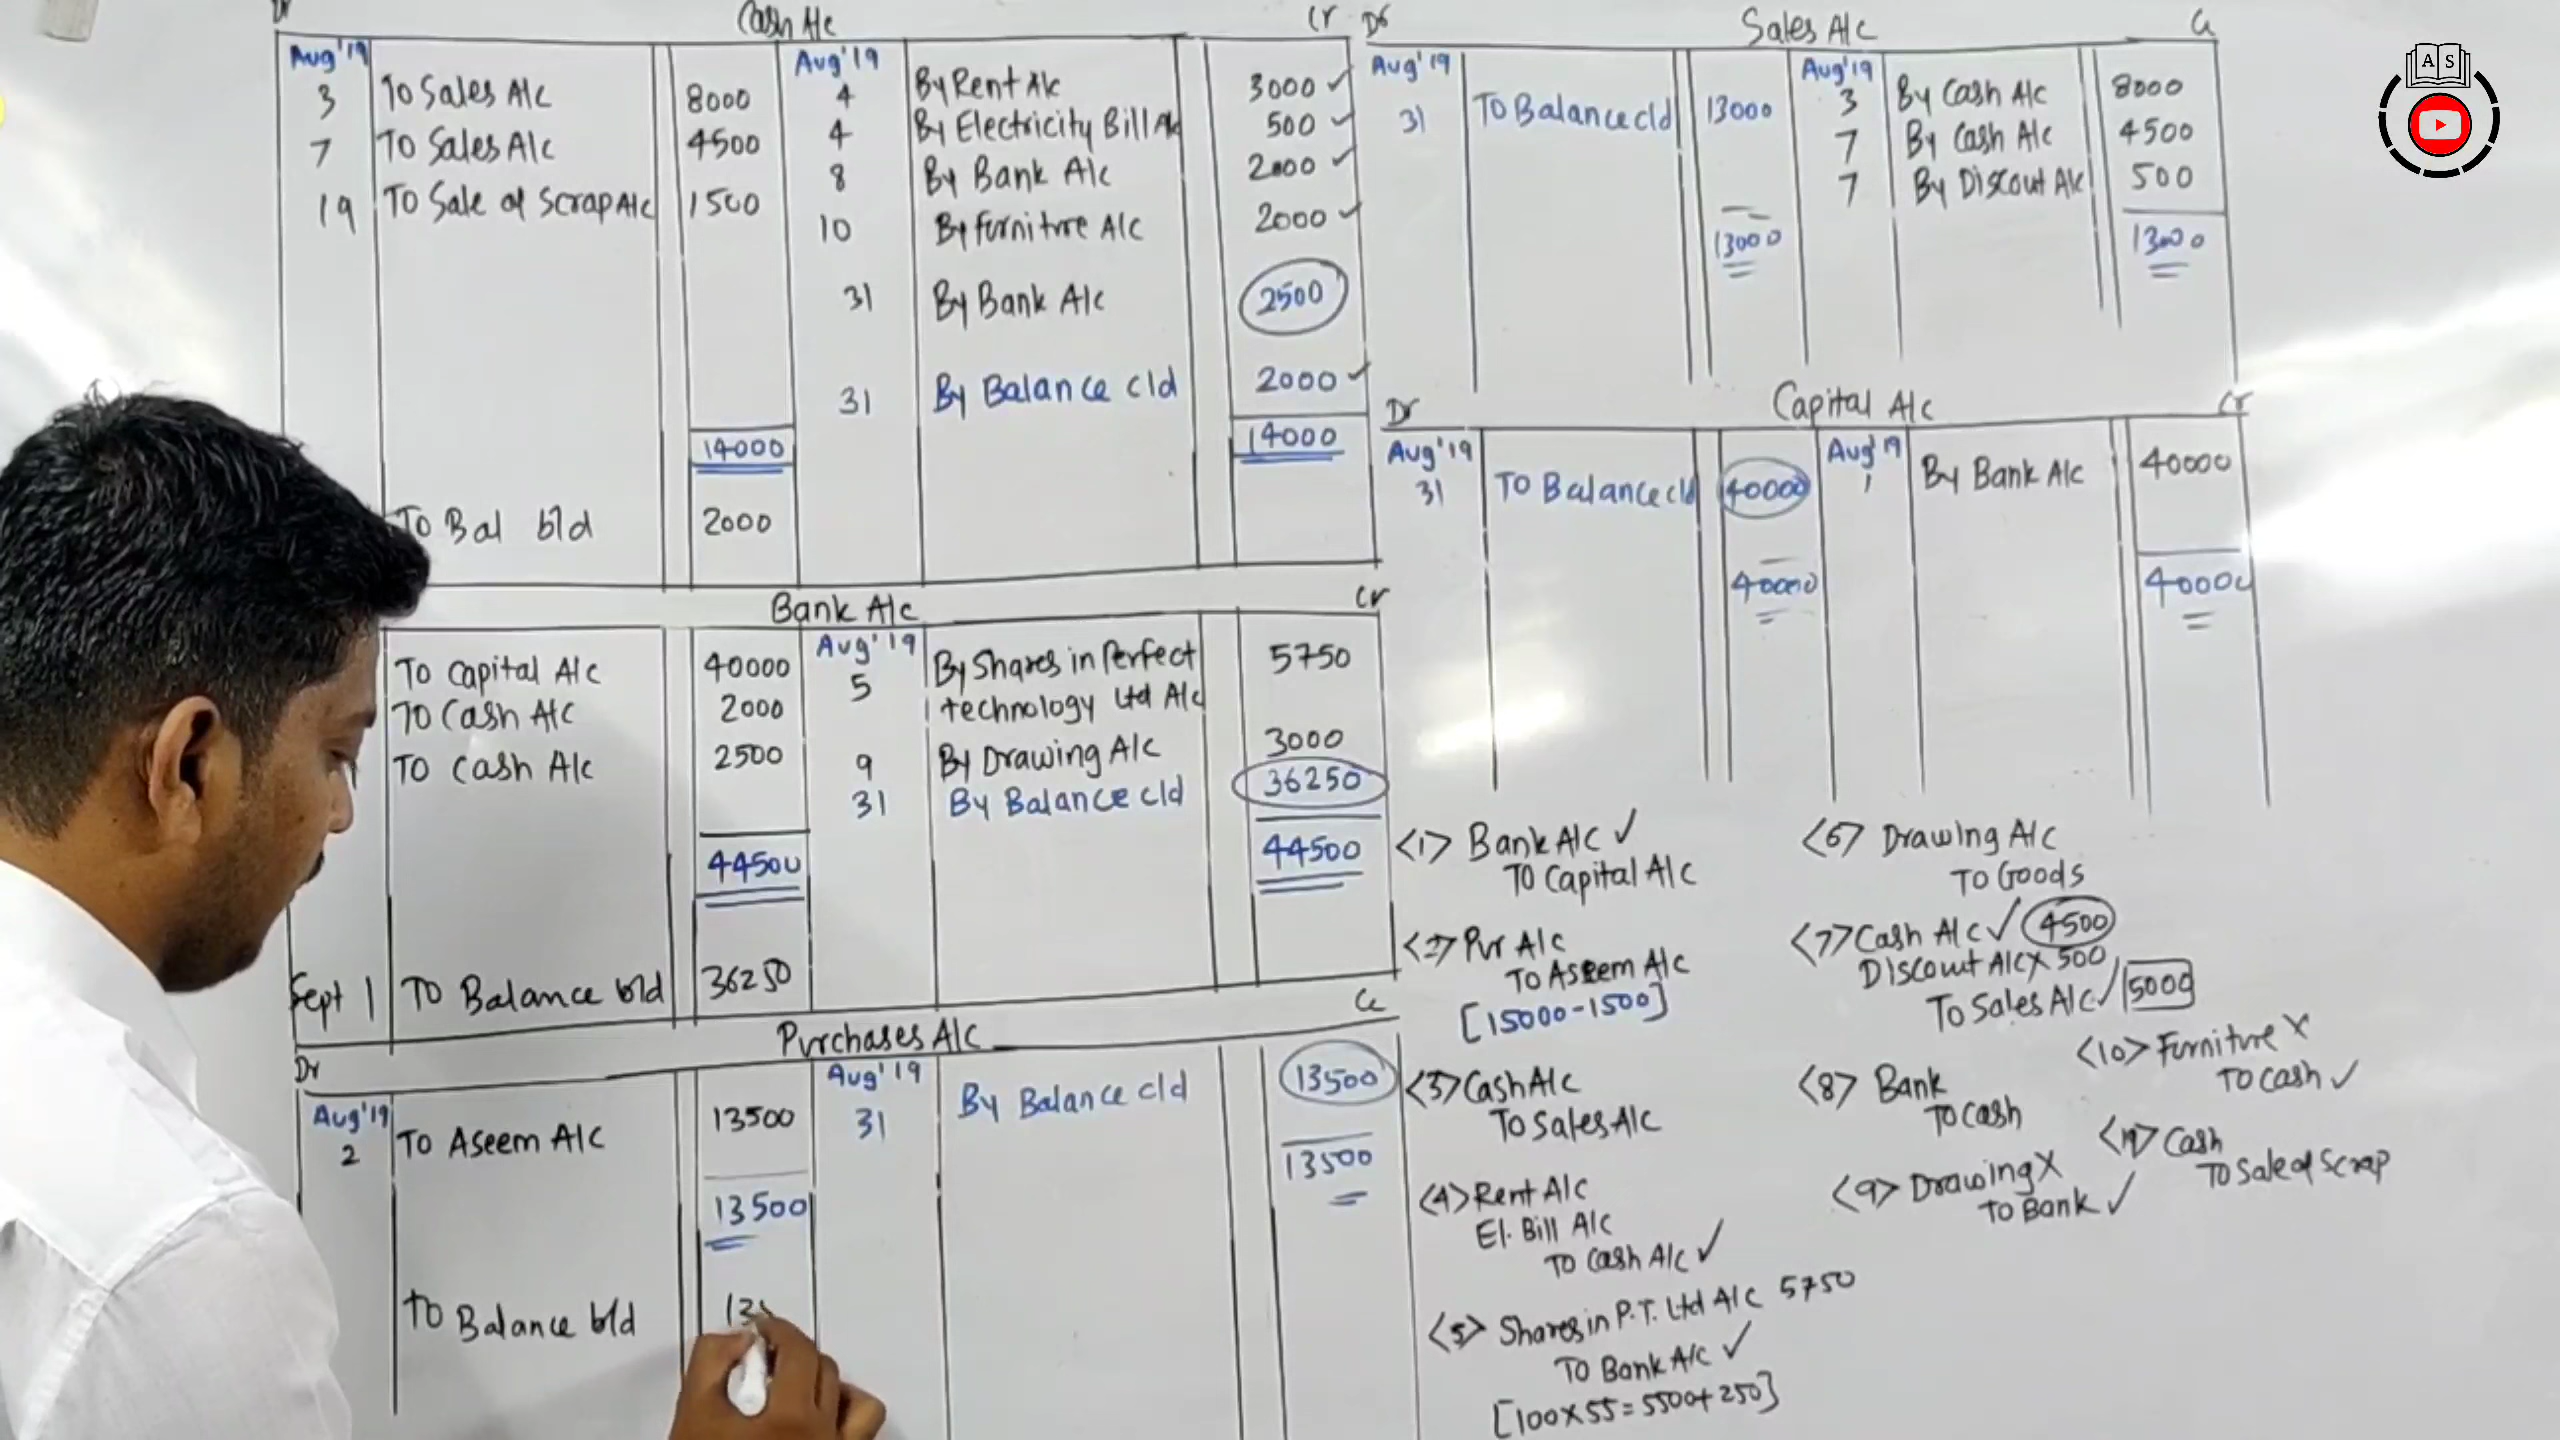 Dr Cash A/c Cr
Aug'19 Aug'19
3 To Sales A/c 8000 4 By Rent A/c 3000 ✓
7 To Sales A/c 4500 4 By Electricity Bill A/c 500 ✓
19 To Sale of Scrap A/c 1500 8 By Bank A/c 2000 ✓
10 By Furniture A/c 2000 ✓
31 By Bank A/c 2500
31 By Balance c/d 2000 ✓
14000 14000
To Bal b/d 2000
Bank A/c Cr
To Capital A/c 40000 Aug'19 5 By Shares in Perfect 5750
technology Ltd A/c
To Cash A/c 2000 9 By Drawing A/c 3000
To Cash A/c 2500 31 By Balance c/d 36250
44500 44500
Sept 1 To Balance b/d 36250
Dr Purchases A/c Cr
Aug'19 Aug'19
2 To Aseem A/c 13500 31 By Balance c/d 13500
13500 13500
To Balance b/d 13
Dr Sales A/c Cr
Aug'19 Aug'19
31 To Balance c/d 13000 3 By Cash A/c 8000
7 By Cash A/c 4500
7 By Discout A/c 500
13000 13000
Dr Capital A/c Cr
Aug'19 Aug'19
31 To Balance c/d 40000 1 By Bank A/c 40000
40000 40000
<1> Bank A/c ✓
To Capital A/c
<2> Pur A/c
To Aseem A/c
[15000-1500]
<3> Cash A/c
To Sales A/c
<4> Rent A/c
El. Bill A/c
To Cash A/c ✓
<5> Shares in P.T. Ltd A/c 5750
To Bank A/c ✓
[100×55=5500+250]
<6> Drawing A/c
To Goods
<7> Cash A/c ✓ 4500
Discout A/c× 500
To Sales A/c ✓ 5000
<8> Bank
To Cash
<9> Drawing X
To Bank ✓
<10> Furniture X
To Cash ✓
Cash
To Sale of Scrap
A S